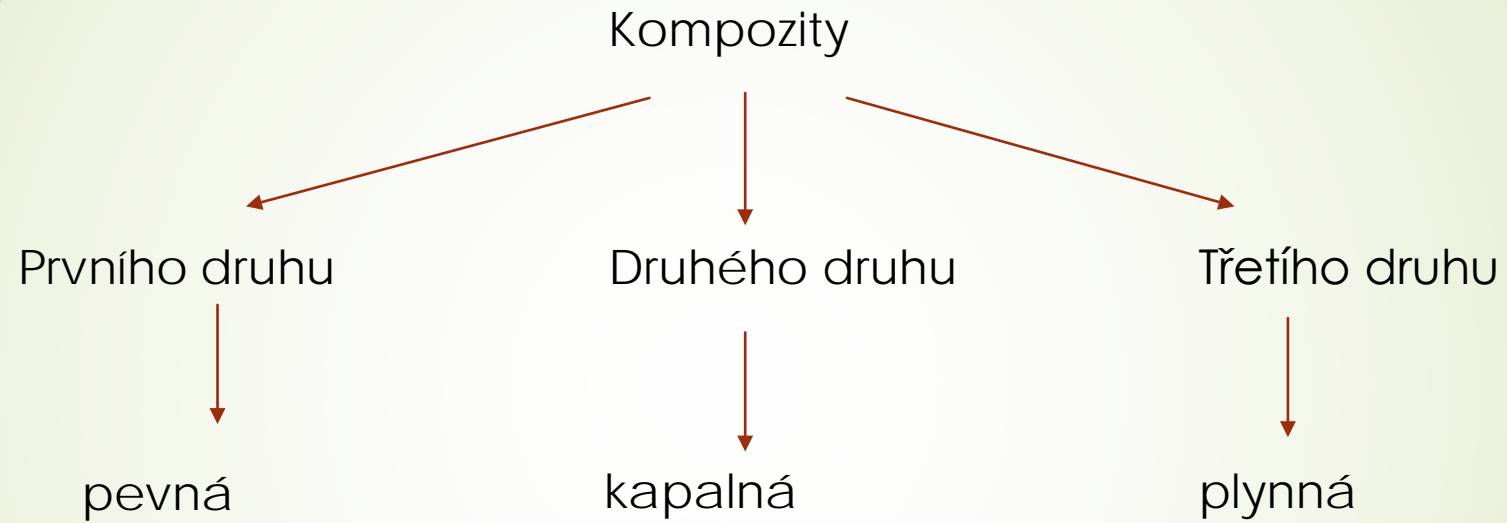 Kompozity
Prvního druhu Druhého druhu Třetího druhu
pevná kapalná plynná